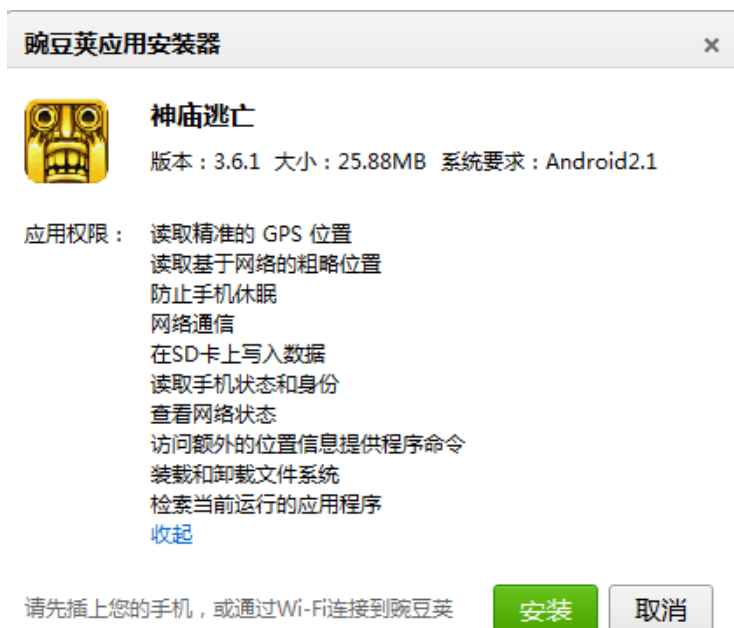 豌豆荚应用安装器
×
神庙逃亡
版本：3.6.1 大小：25.88MB 系统要求：Android2.1
应用权限： 读取精准的 GPS 位置
读取基于网络的粗略位置
防止手机休眠
网络通信
在SD卡上写入数据
读取手机状态和身份
查看网络状态
访问额外的位置信息提供程序命令
装载和卸载文件系统
检索当前运行的应用程序
收起
请先插上您的手机，或通过Wi-Fi连接到豌豆荚 安装 取消